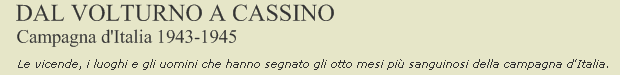 DAL VOLTURNO A CASSINO
Campagna d'Italia 1943-1945
Le vicende, i luoghi e gli uomini che hanno segnato gli otto mesi più sanguinosi della campagna d'Italia.